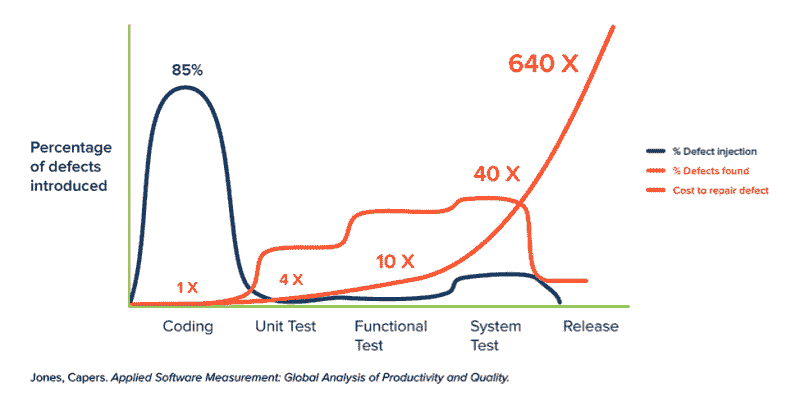 85%
640 X
Percentage
of defects
introduced
% Defect injection
% Defects found
Cost to repair defect
40 X
10 X
1 X
4 X
Coding
Unit Test
Functional
Test
System
Test
Release
Jones, Capers. Applied Software Measurement: Global Analysis of Productivity and Quality.